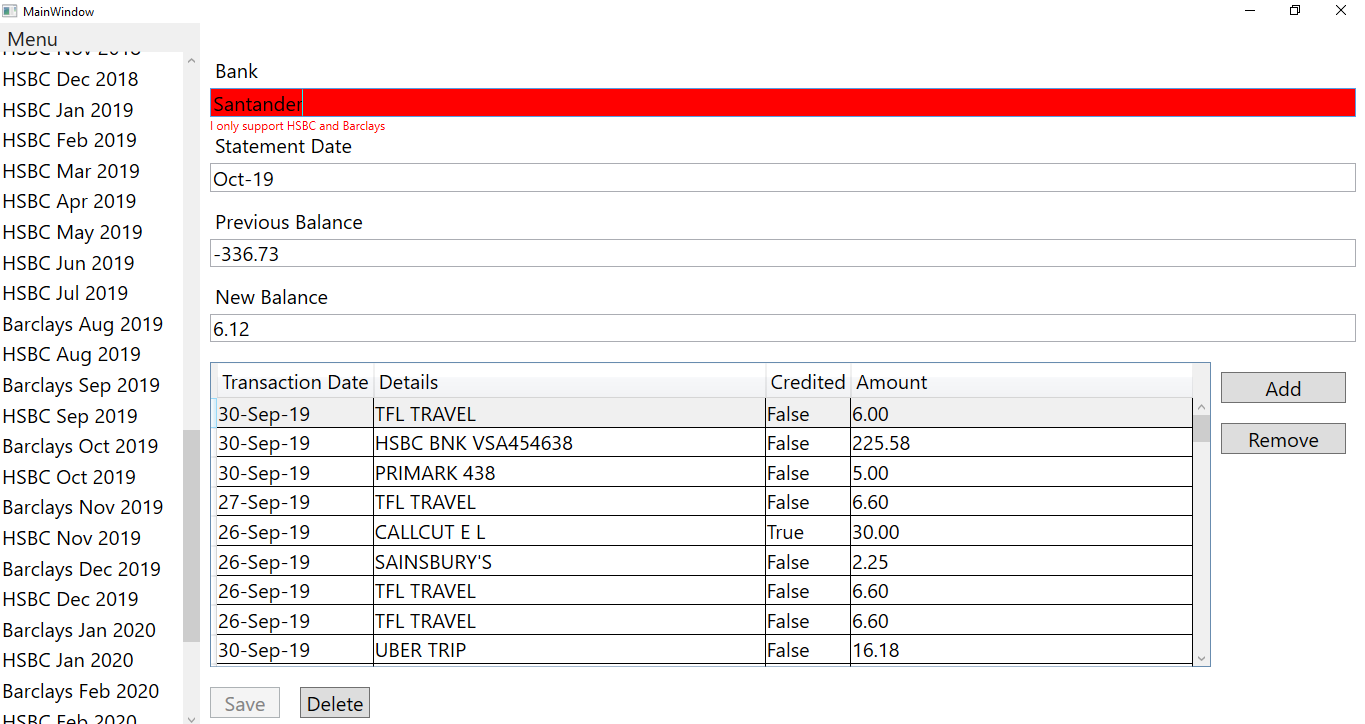 MainWindow
Menu
HSBC Nov 2018
HSBC Dec 2018
HSBC Jan 2019
HSBC Feb 2019
HSBC Mar 2019
HSBC Apr 2019
HSBC May 2019
HSBC Jun 2019
HSBC Jul 2019
Barclays Aug 2019
HSBC Aug 2019
Barclays Sep 2019
HSBC Sep 2019
Barclays Oct 2019
HSBC Oct 2019
Barclays Nov 2019
HSBC Nov 2019
Barclays Dec 2019
HSBC Dec 2019
Barclays Jan 2020
HSBC Jan 2020
Barclays Feb 2020
HSBC Feb 2020
Bank
Santander
I only support HSBC and Barclays
Statement Date
Oct-19
Previous Balance
-336.73
New Balance
6.12
Transaction Date Details Credited Amount
30-Sep-19 TFL TRAVEL False 6.00
30-Sep-19 HSBC BNK VSA454638 False 225.58
30-Sep-19 PRIMARK 438 False 5.00
27-Sep-19 TFL TRAVEL False 6.60
26-Sep-19 CALLCUT E L True 30.00
26-Sep-19 SAINSBURY'S False 2.25
26-Sep-19 TFL TRAVEL False 6.60
26-Sep-19 TFL TRAVEL False 6.60
30-Sep-19 UBER TRIP False 16.18
Add
Remove
Save Delete